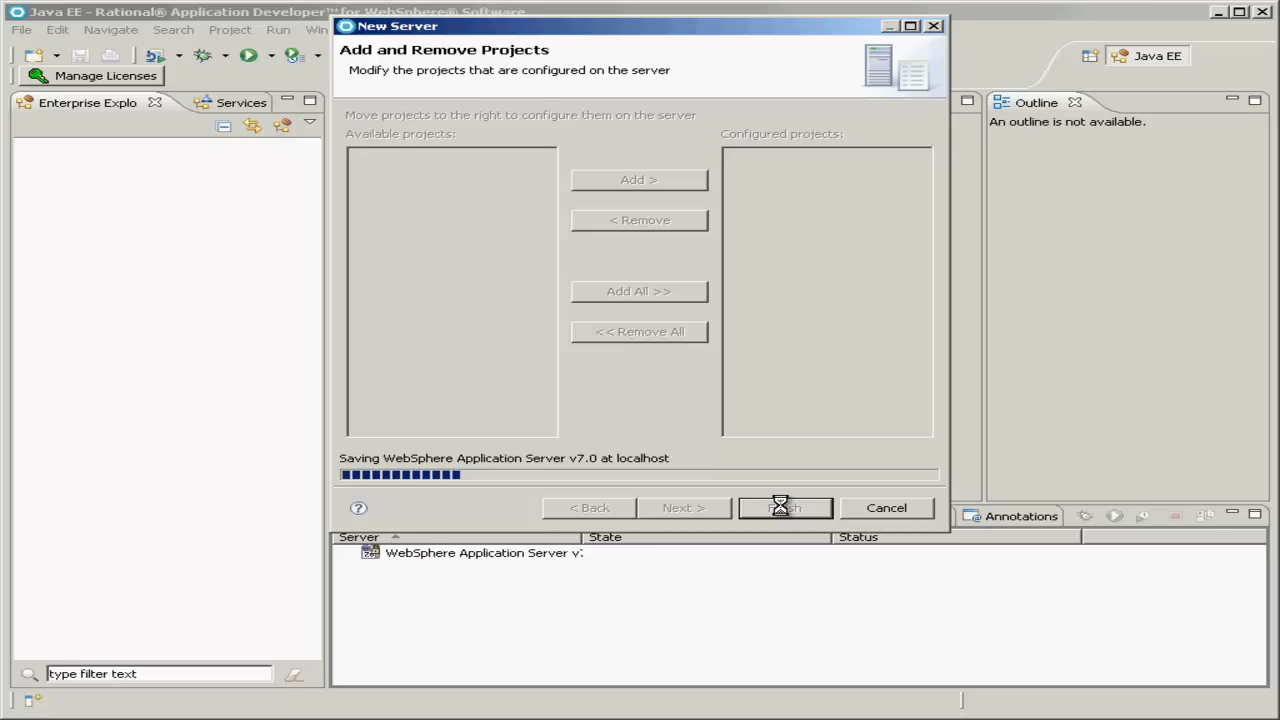 Java EE - Rational® Application Developer™ for WebSphere® Software
File Edit Navigate Search Project Run Win
Manage Licenses
Java EE
Enterprise Explo
Services
type filter text
New Server
Add and Remove Projects
Modify the projects that are configured on the server
Move projects to the right to configure them on the server
Available projects:
Configured projects:
Add >
< Remove
Add All >>
<< Remove All
Saving WebSphere Application Server v7.0 at localhost
< Back
Next >
Cancel
Outline
An outline is not available.
Annotations
Server State Status
WebSphere Application Server v